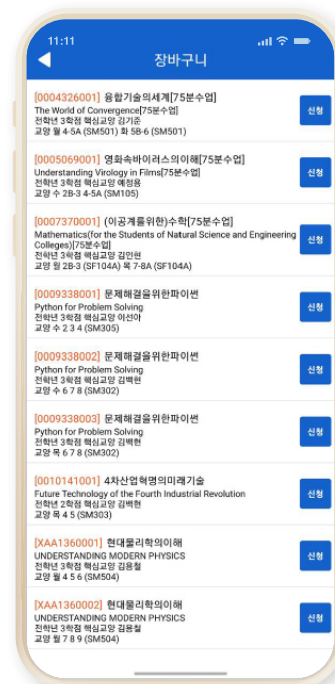 11:11
장바구니
[0004326001] 융합기술의세계[75분수업]
The World of Convergence[75분수업]
전학년 3학점 핵심교양 김기준
교양 월 4-5A (SM501) 화 5B-6 (SM501)
신청
[0005069001] 영화속바이러스의이해[75분수업]
Understanding Virology in Films[75분수업]
전학년 3학점 핵심교양 예정용
교양 수 2B-3 4-5A (SM105)
신청
[0007370001] (이공계를위한)수학[75분수업]
Mathematics(for the Students of Natural Science and Engineering
Colleges)[75분수업]
전학년 3학점 핵심교양 김민현
교양 월 2B-3 (SF104A) 목 7-8A (SF104A)
신청
[0009338001] 문제해결을위한파이썬
Python for Problem Solving
전학년 3학점 핵심교양 이선아
교양 수 2 3 4 (SM305)
신청
[0009338002] 문제해결을위한파이썬
Python for Problem Solving
전학년 3학점 핵심교양 김백현
교양 수 6 7 8 (SM302)
신청
[0009338003] 문제해결을위한파이썬
Python for Problem Solving
전학년 3학점 핵심교양 김백현
교양 목 6 7 8 (SM302)
신청
[0010141001] 4차산업혁명의미래기술
Future Technology of the Fourth Industrial Revolution
전학년 2학점 핵심교양 김백현
교양 목 4 5 (SM303)
신청
[XAA1360001] 현대물리학의이해
UNDERSTANDING MODERN PHYSICS
전학년 3학점 핵심교양 김용철
교양 월 4 5 6 (SM504)
신청
[XAA1360002] 현대물리학의이해
UNDERSTANDING MODERN PHYSICS
전학년 3학점 핵심교양 김용철
교양 월 7 8 9 (SM504)
신청